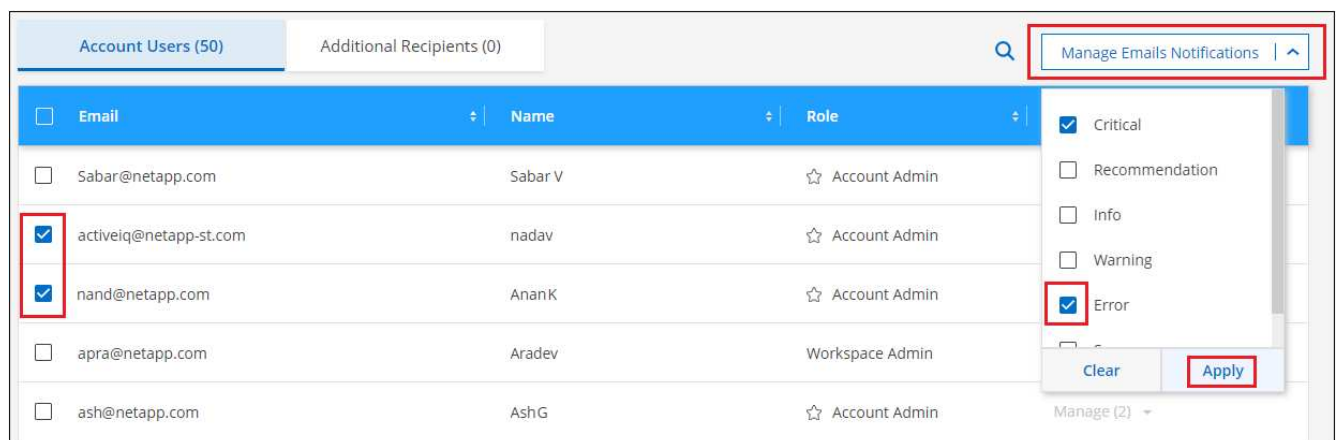 Account Users (50) Additional Recipients (0) Manage Emails Notifications
Email Name Role
Critical
Sabar@netapp.com Sabar V Account Admin Recommendation
Info
activeiq@netapp-st.com nadav Account Admin
Warning
nand@netapp.com AnanK Account Admin Error
apra@netapp.com Aradev Workspace Admin
Clear Apply
ash@netapp.com AshG Account Admin Manage (2)